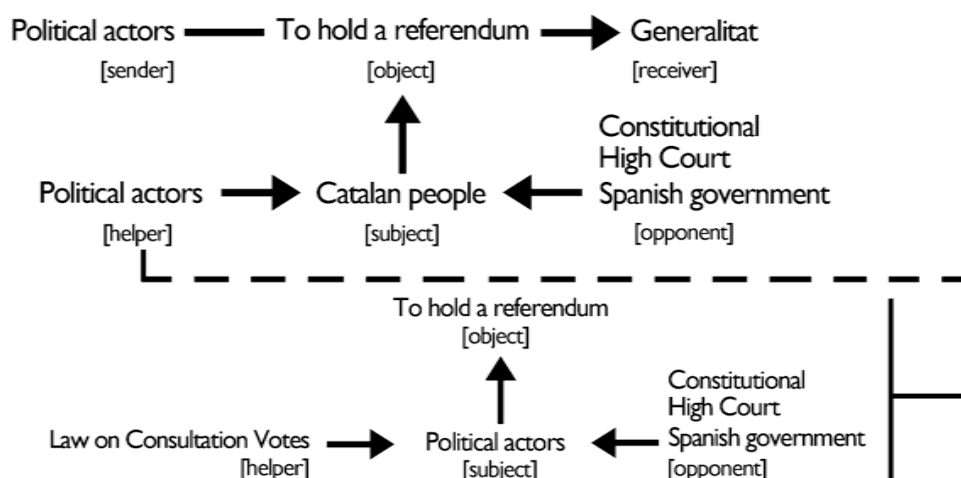 Political actors To hold a referendum Generalitat
[sender] [object] [receiver]
Constitutional
High Court
Political actors Catalan people Spanish government
[helper] [subject] [opponent]
To hold a referendum
[object]
Constitutional
High Court
Law on Consultation Votes Political actors Spanish government
[helper] [subject] [opponent]